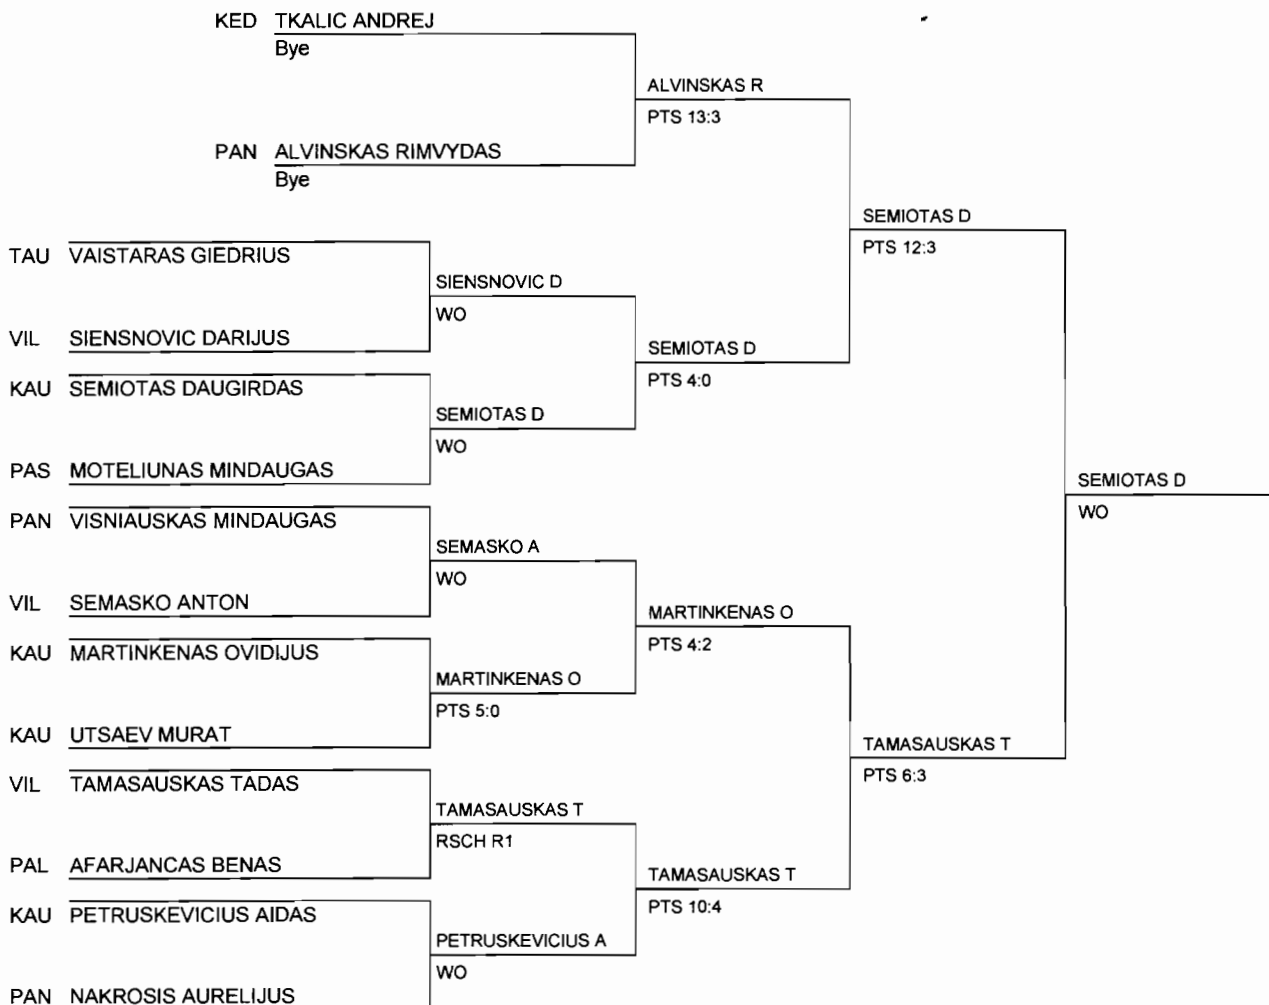 KED TKALIC ANDREJ
Bye
ALVINSKAS R
PTS 13:3
PAN ALVINSKAS RIMVYDAS
Bye
SEMIOTAS D
PTS 12:3
TAU VAISTARAS GIEDRIUS
SIENSNOVIC D
WO
VIL SIENSNOVIC DARIJUS
SEMIOTAS D
PTS 4:0
KAU SEMIOTAS DAUGIRDAS
SEMIOTAS D
WO
PAS MOTELIUNAS MINDAUGAS
SEMIOTAS D
WO
PAN VISNIAUSKAS MINDAUGAS
SEMASKO A
WO
VIL SEMASKO ANTON
MARTINKENAS O
PTS 4:2
KAU MARTINKENAS OVIDIJUS
MARTINKENAS O
PTS 5:0
KAU UTSAEV MURAT
TAMASAUSKAS T
PTS 6:3
VIL TAMASAUSKAS TADAS
TAMASAUSKAS T
RSCH R1
PAL AFARJANCAS BENAS
TAMASAUSKAS T
PTS 10:4
KAU PETRUSKEVICIUS AIDAS
PETRUSKEVICIUS A
WO
PAN NAKROSIS AURELIJUS